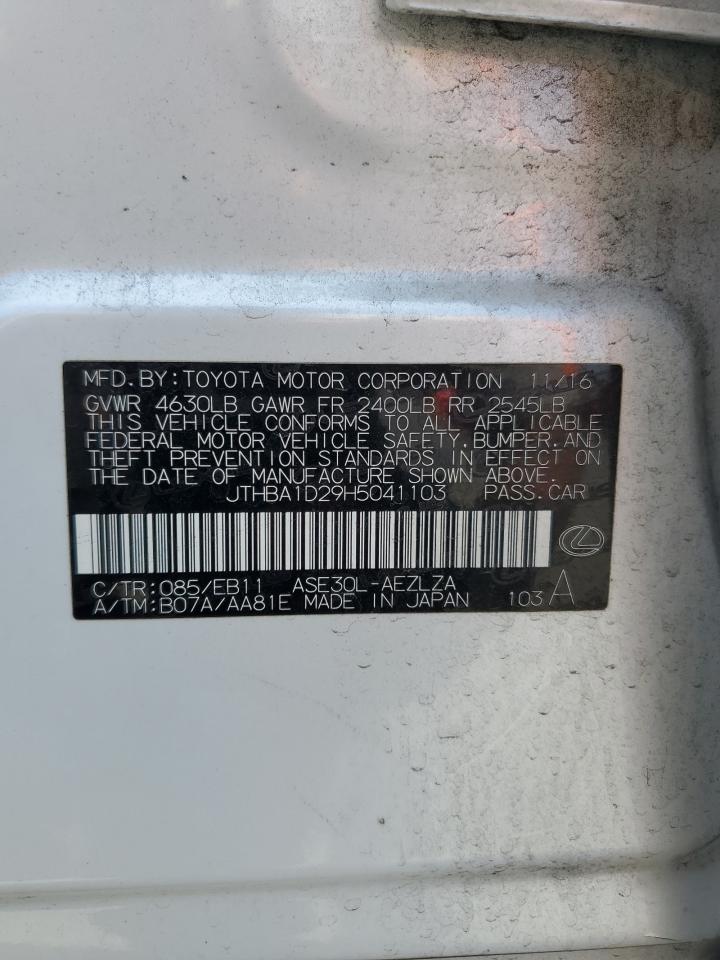 MFD. BY: TOYOTA MOTOR CORPORATION 11/16
GVWR 4630LB GAWR FR 2400LB RR 2545LB
THIS VEHICLE CONFORMS TO ALL APPLICABLE
FEDERAL MOTOR VEHICLE SAFETY, BUMPER, AND
THEFT PREVENTION STANDARDS IN EFFECT ON
THE DATE OF MANUFACTURE SHOWN ABOVE.
JTHBA1D29H5041103 PASS. CAR
C/TR: 085/EB11 ASE30L-AEZLZA
A/TM: B07A/AA81E MADE IN JAPAN 103 A